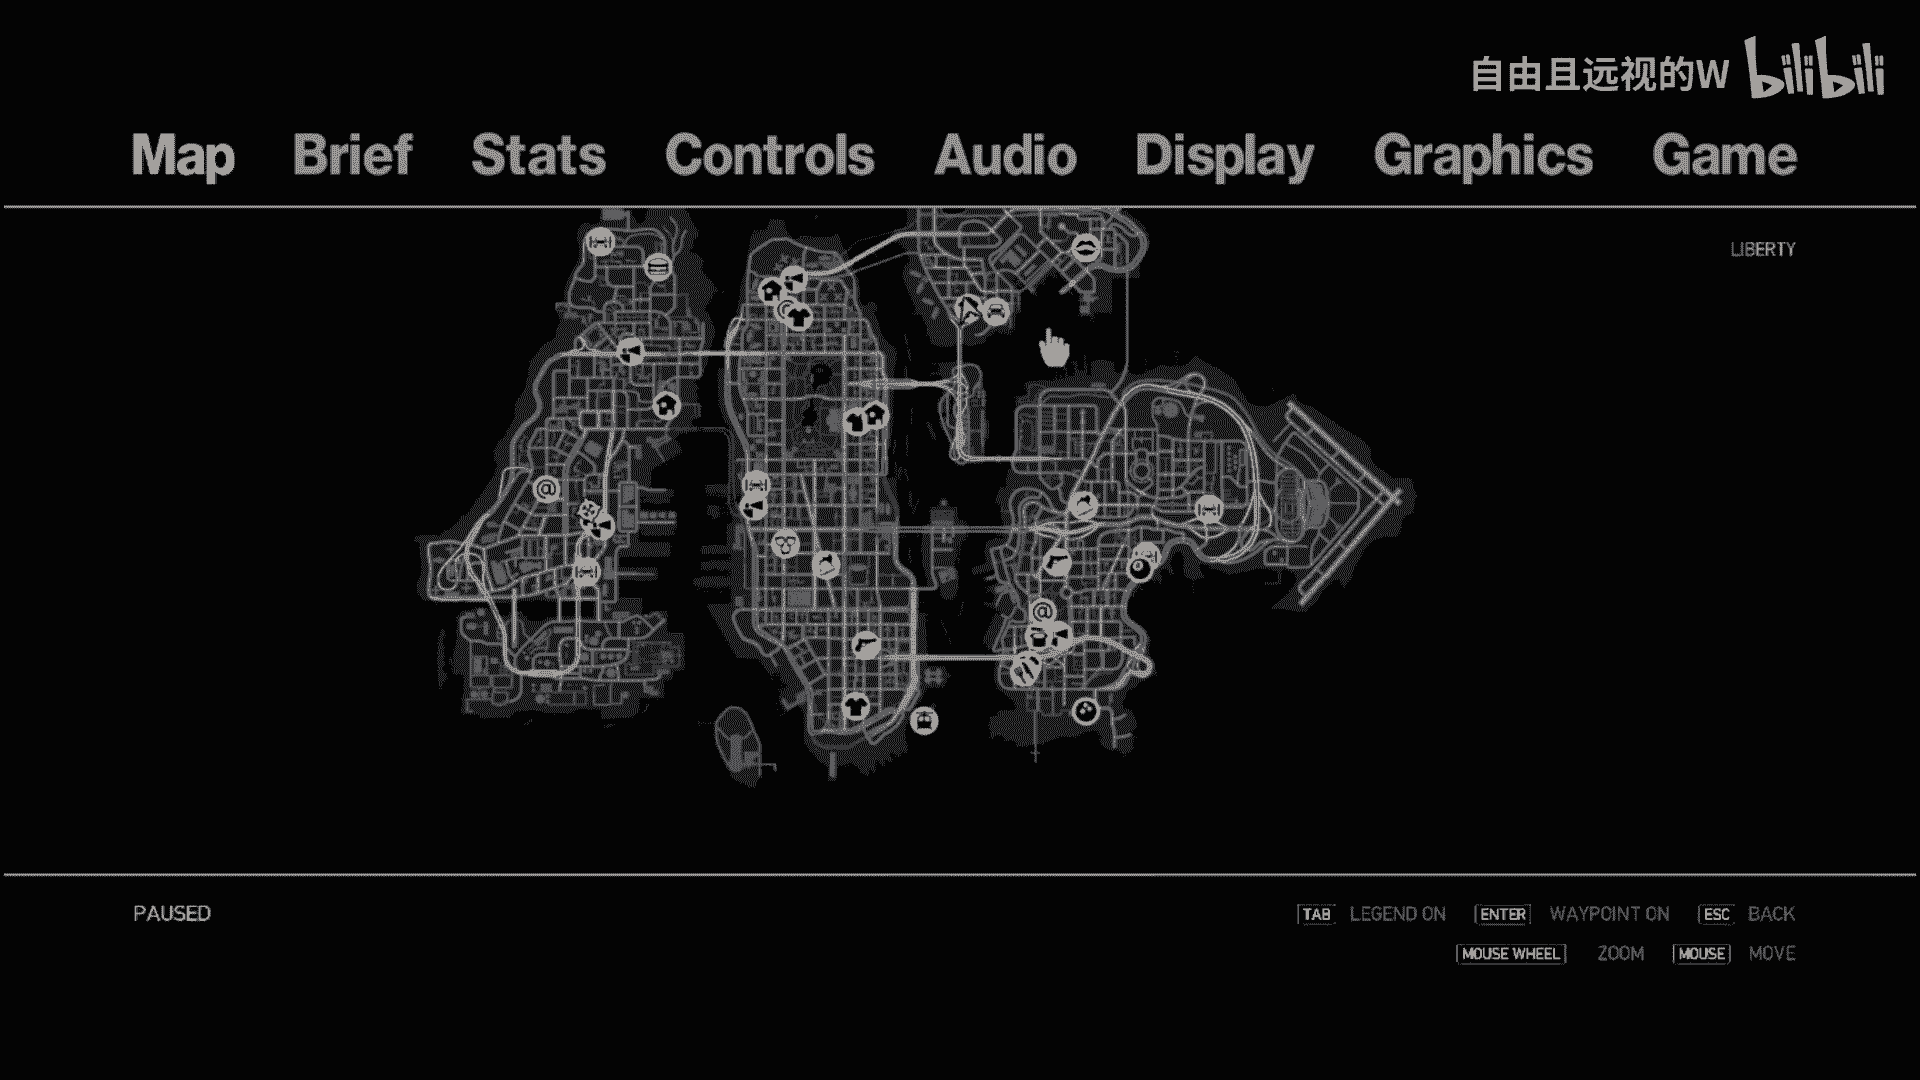 自由且远视的W bilibili
Map Brief Stats Controls Audio Display Graphics Game
LIBERTY
PAUSED
TAB LEGEND ON ENTER WAYPOINT ON ESC BACK
MOUSE WHEEL ZOOM MOUSE MOVE